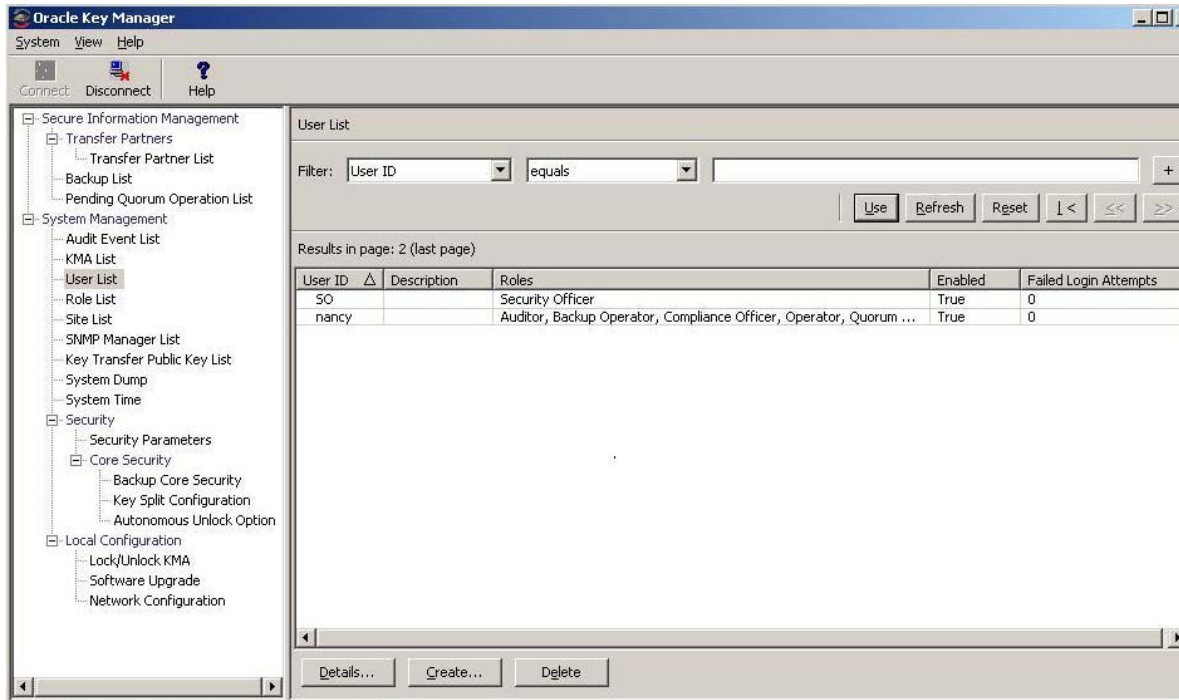 Oracle Key Manager
System View Help
Connect Disconnect Help
Secure Information Management
Transfer Partners
Transfer Partner List
Backup List
Pending Quorum Operation List
System Management
Audit Event List
KMA List
User List
Role List
Site List
SNMP Manager List
Key Transfer Public Key List
System Dump
System Time
Security
Security Parameters
Core Security
Backup Core Security
Key Split Configuration
Autonomous Unlock Option
Local Configuration
Lock/Unlock KMA
Software Upgrade
Network Configuration
User List
Filter: User ID equals +
Use Refresh Reset |< << >>
Results in page: 2 (last page)
User ID Description Roles Enabled Failed Login Attempts
SO Security Officer True 0
nancy Auditor, Backup Operator, Compliance Officer, Operator, Quorum ... True 0
Details... Create... Delete